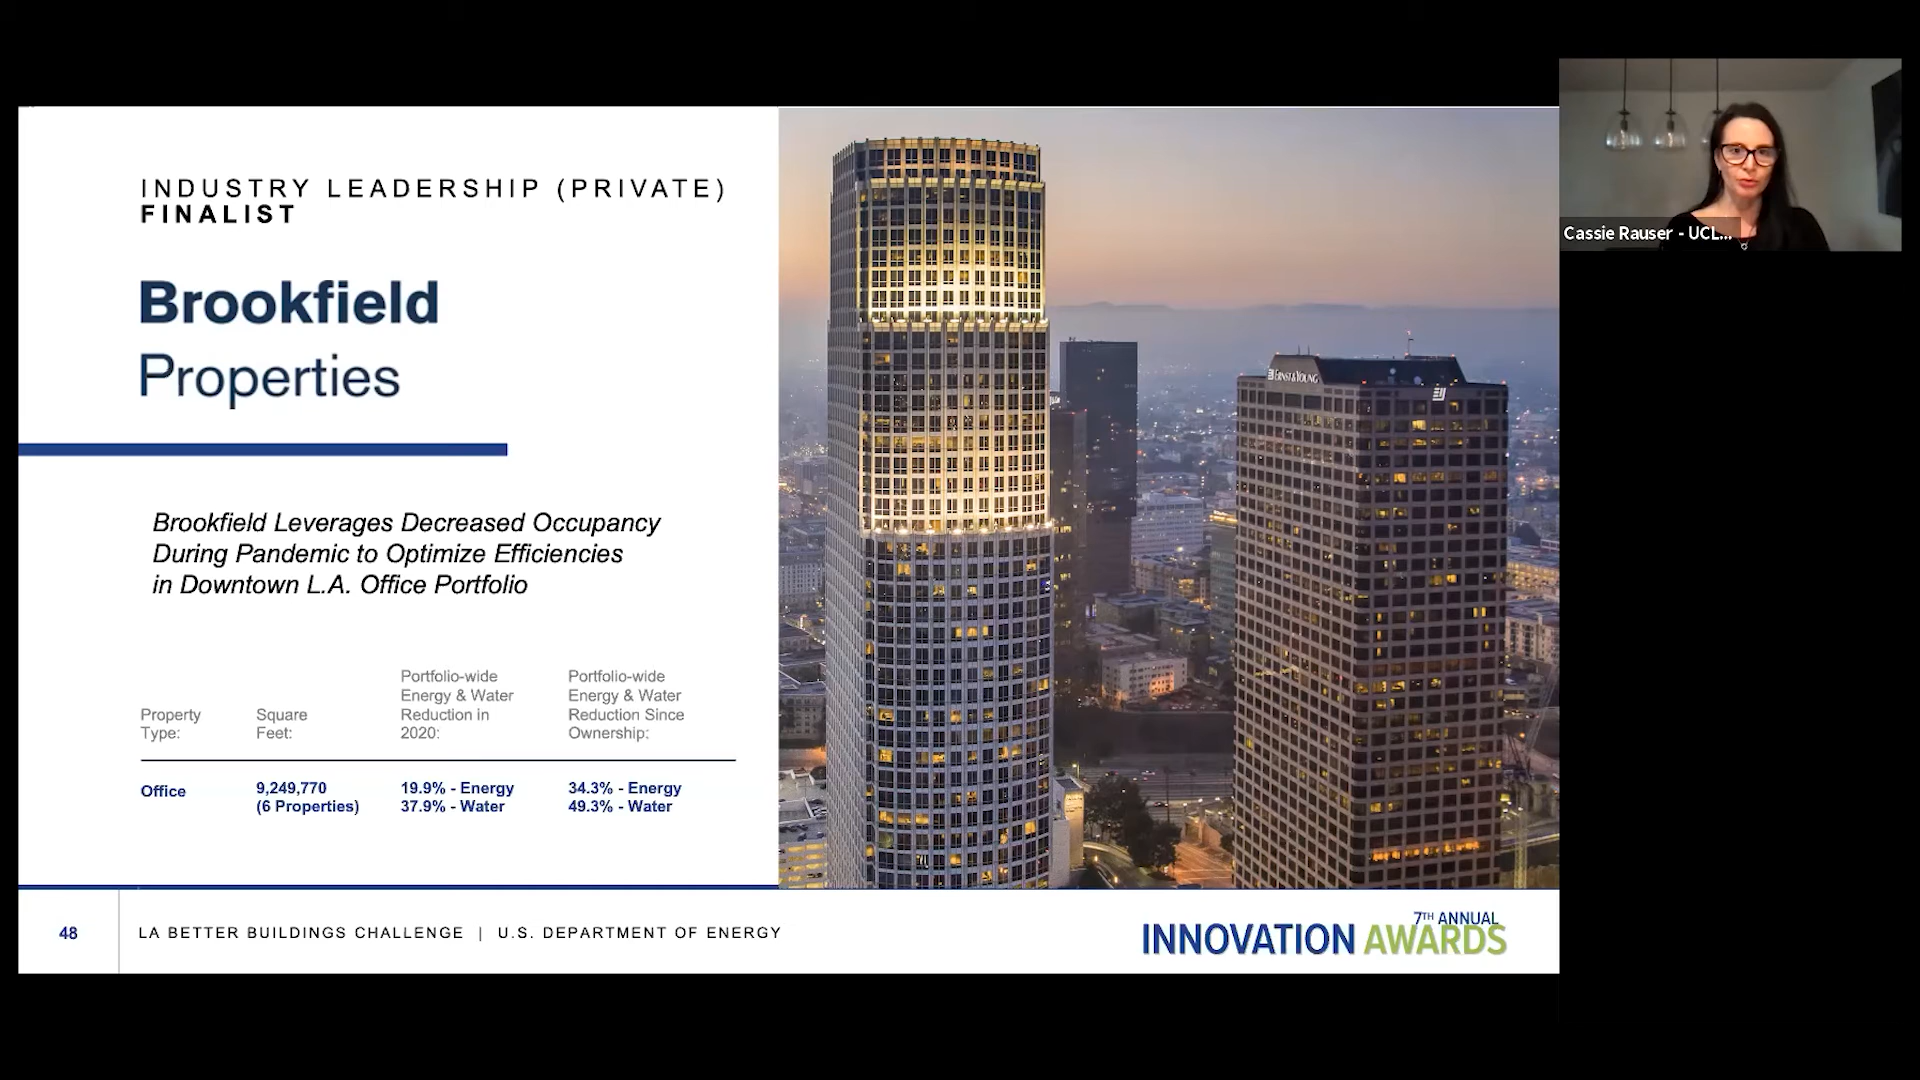 INDUSTRY LEADERSHIP (PRIVATE)
FINALIST
Brookfield
Properties
Brookfield Leverages Decreased Occupancy
During Pandemic to Optimize Efficiencies
in Downtown L.A. Office Portfolio
Property
Type:
Square
Feet:
Portfolio-wide
Energy & Water
Reduction in
2020:
Portfolio-wide
Energy & Water
Reduction Since
Ownership:
Office
9,249,770
(6 Properties)
19.9% - Energy
37.9% - Water
34.3% - Energy
49.3% - Water
ERNST & YOUNG
EY
48
LA BETTER BUILDINGS CHALLENGE | U.S. DEPARTMENT OF ENERGY
7TH ANNUAL
INNOVATION AWARDS
Cassie Rauser - UCL...